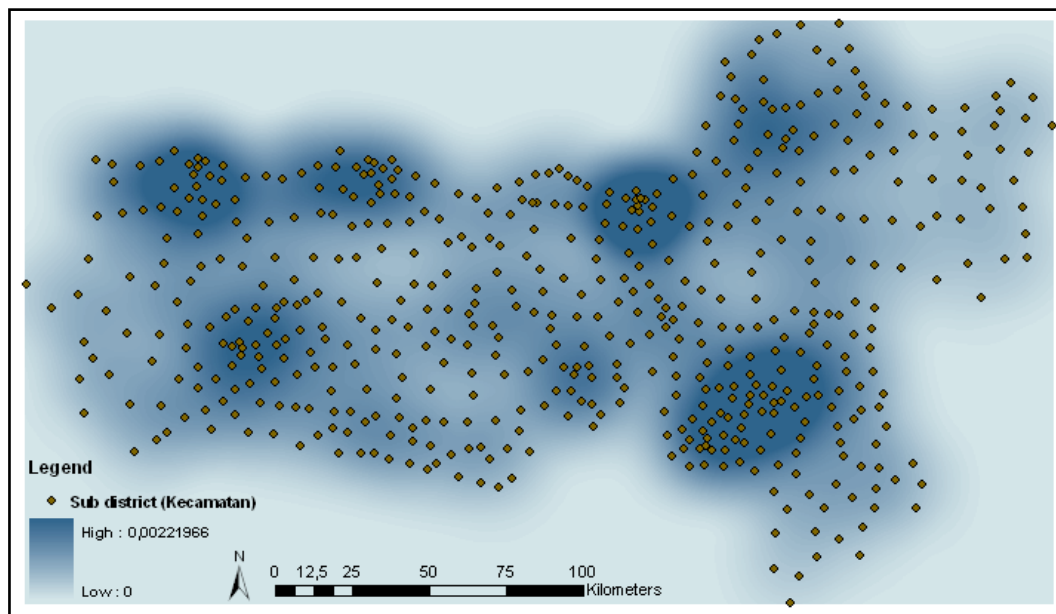 Legend
Sub district (Kecamatan)
High : 0,00221966
Low : 0
N
0 12,5 25 50 75 100
Kilometers